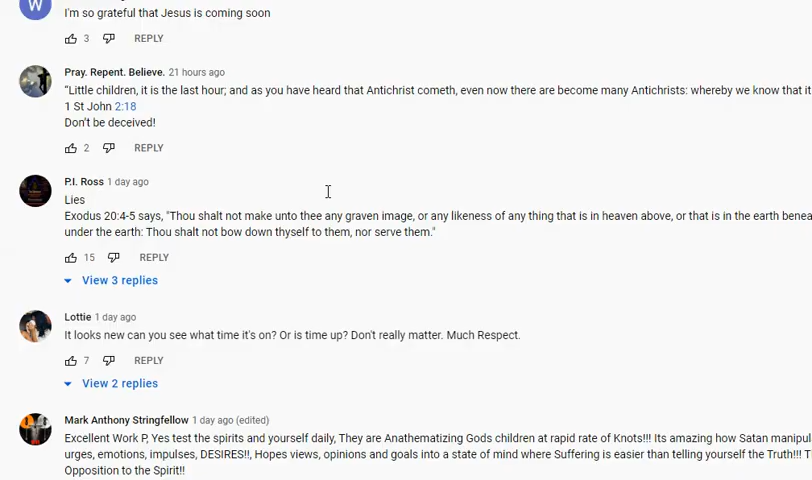 W
I'm so grateful that Jesus is coming soon
3 REPLY
Pray. Repent. Believe. 21 hours ago
“Little children, it is the last hour; and as you have heard that Antichrist cometh, even now there are become many Antichrists: whereby we know that it
1 St John 2:18
Don't be deceived!
2 REPLY
P.I. Ross 1 day ago
Lies
Exodus 20:4-5 says, "Thou shalt not make unto thee any graven image, or any likeness of any thing that is in heaven above, or that is in the earth benea
under the earth: Thou shalt not bow down thyself to them, nor serve them."
15 REPLY
View 3 replies
Lottie 1 day ago
It looks new can you see what time it's on? Or is time up? Don't really matter. Much Respect.
7 REPLY
View 2 replies
Mark Anthony Stringfellow 1 day ago (edited)
Excellent Work P, Yes test the spirits and yourself daily, They are Anathematizing Gods children at rapid rate of Knots!!! Its amazing how Satan manipul
urges, emotions, impulses, DESIRES!!, Hopes views, opinions and goals into a state of mind where Suffering is easier than telling yourself the Truth!!! T
Opposition to the Spirit!!